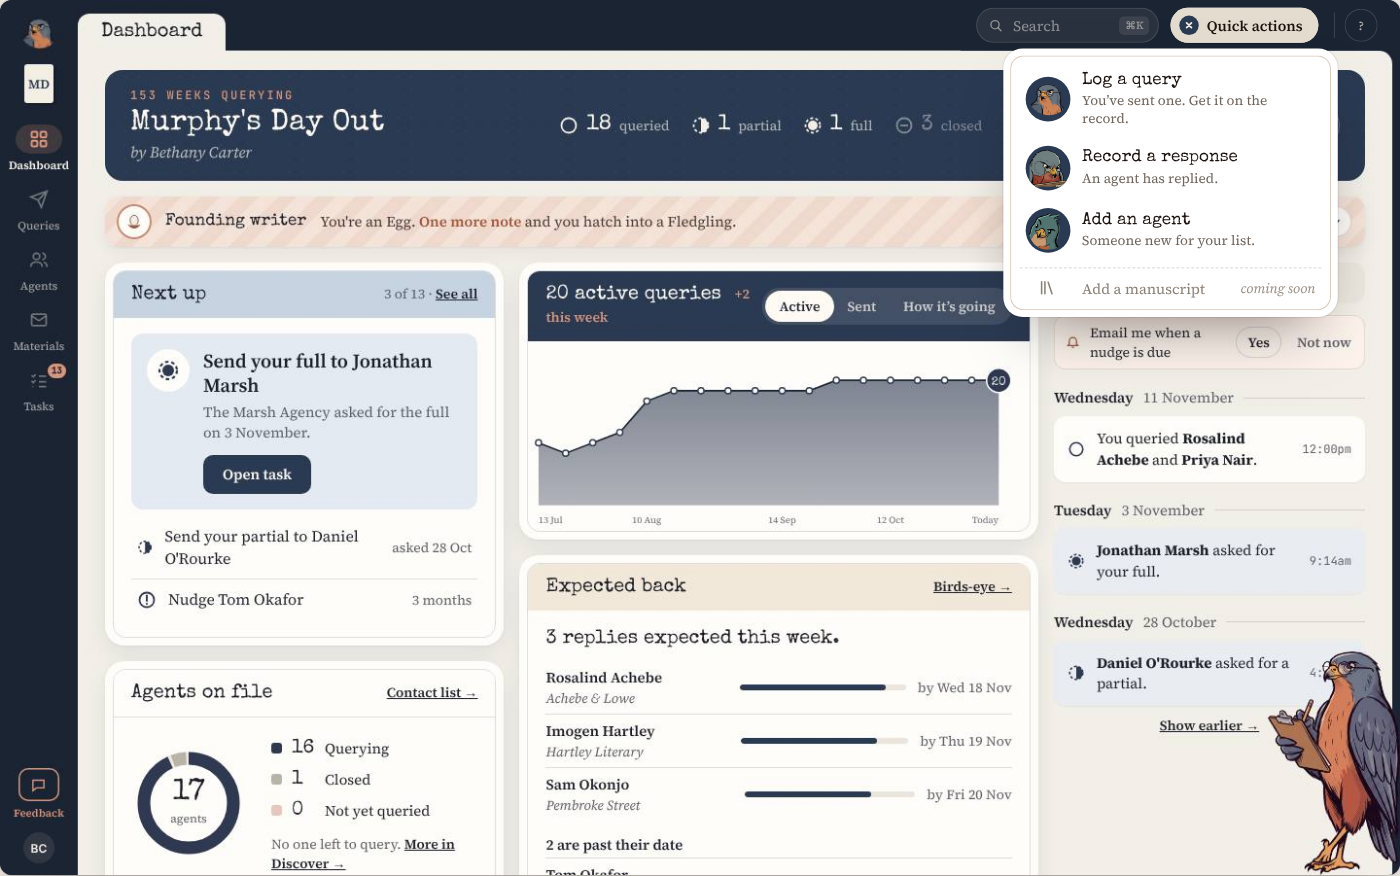 Dashboard
Search
⌘K
Quick actions
?
MD
Dashboard
Queries
Agents
Materials
13
Tasks
Feedback
BC
153 WEEKS QUERYING
Murphy's Day Out
by Bethany Carter
18 queried
1 partial
1 full
3 closed
Log a query
You've sent one. Get it on the
record.
Record a response
An agent has replied.
Add an agent
Someone new for your list.
Add a manuscript
coming soon
Founding writer
You're an Egg. One more note and you hatch into a Fledgling.
Next up
3 of 13 · See all
Send your full to Jonathan
Marsh
The Marsh Agency asked for the full
on 3 November.
Open task
Send your partial to Daniel
O'Rourke
asked 28 Oct
Nudge Tom Okafor
3 months
Agents on file
Contact list →
17
agents
16 Querying
1 Closed
0 Not yet queried
No one left to query. More in
Discover →
20 active queries +2
this week
Active
Sent
How it's going
20
13 Jul
10 Aug
14 Sep
12 Oct
Today
Expected back
Birds-eye →
3 replies expected this week.
Rosalind Achebe
Achebe & Lowe
by Wed 18 Nov
Imogen Hartley
Hartley Literary
by Thu 19 Nov
Sam Okonjo
Pembroke Street
by Fri 20 Nov
2 are past their date
Tom Okafor
Email me when a
nudge is due
Yes
Not now
Wednesday 11 November
You queried Rosalind
Achebe and Priya Nair.
12:00pm
Tuesday 3 November
Jonathan Marsh asked for
your full.
9:14am
Wednesday 28 October
Daniel O'Rourke asked for a
partial.
Show earlier →